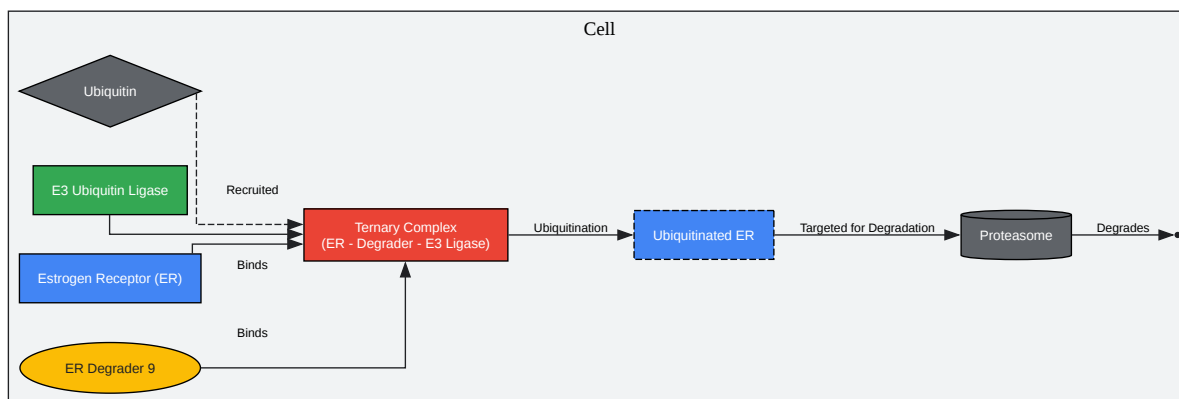 Cell
Ubiquitin
E3 Ubiquitin Ligase
Recruited
Ternary Complex
(ER - Degrader - E3 Ligase)
Ubiquitination
Ubiquitinated ER
Targeted for Degradation
Proteasome
Degrades
Estrogen Receptor (ER)
Binds
Binds
ER Degrader 9